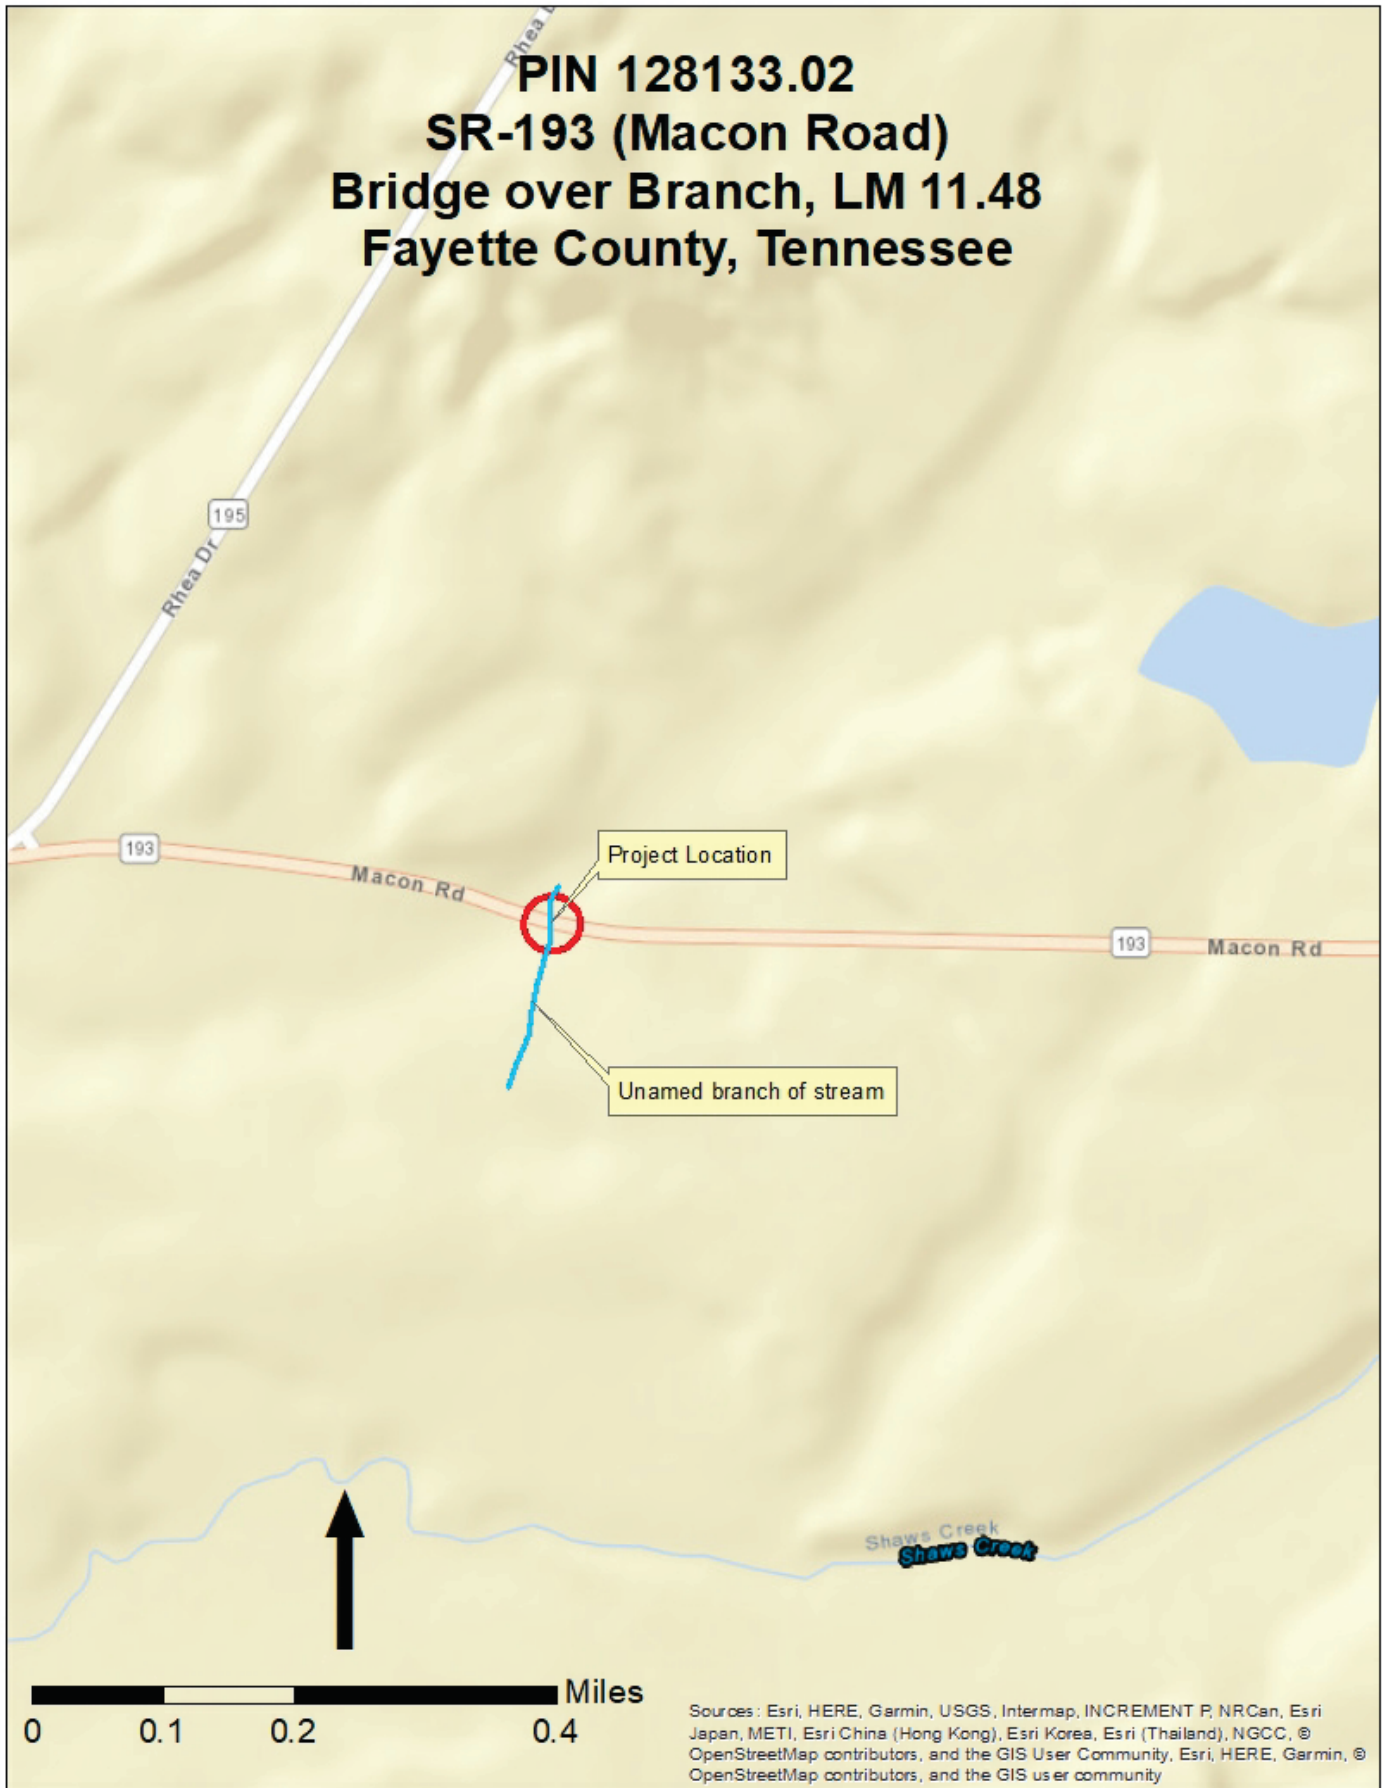 Rhea D
PIN 128133.02
SR-193 (Macon Road)
Bridge over Branch, LM 11.48
Fayette County, Tennessee
195
Rhea Dr
193
Macon Rd
Project Location
193
Macon Rd
Unamed branch of stream
Shaws Creek
Shaws Creek
Miles
0 0.1 0.2 0.4
Sources: Esri, HERE, Garmin, USGS, Intermap, INCREMENT P, NRCan, Esri
Japan, METI, Esri China (Hong Kong), Esri Korea, Esri (Thailand), NGCC, ©
OpenStreetMap contributors, and the GIS User Community, Esri, HERE, Garmin, ©
OpenStreetMap contributors, and the GIS user community